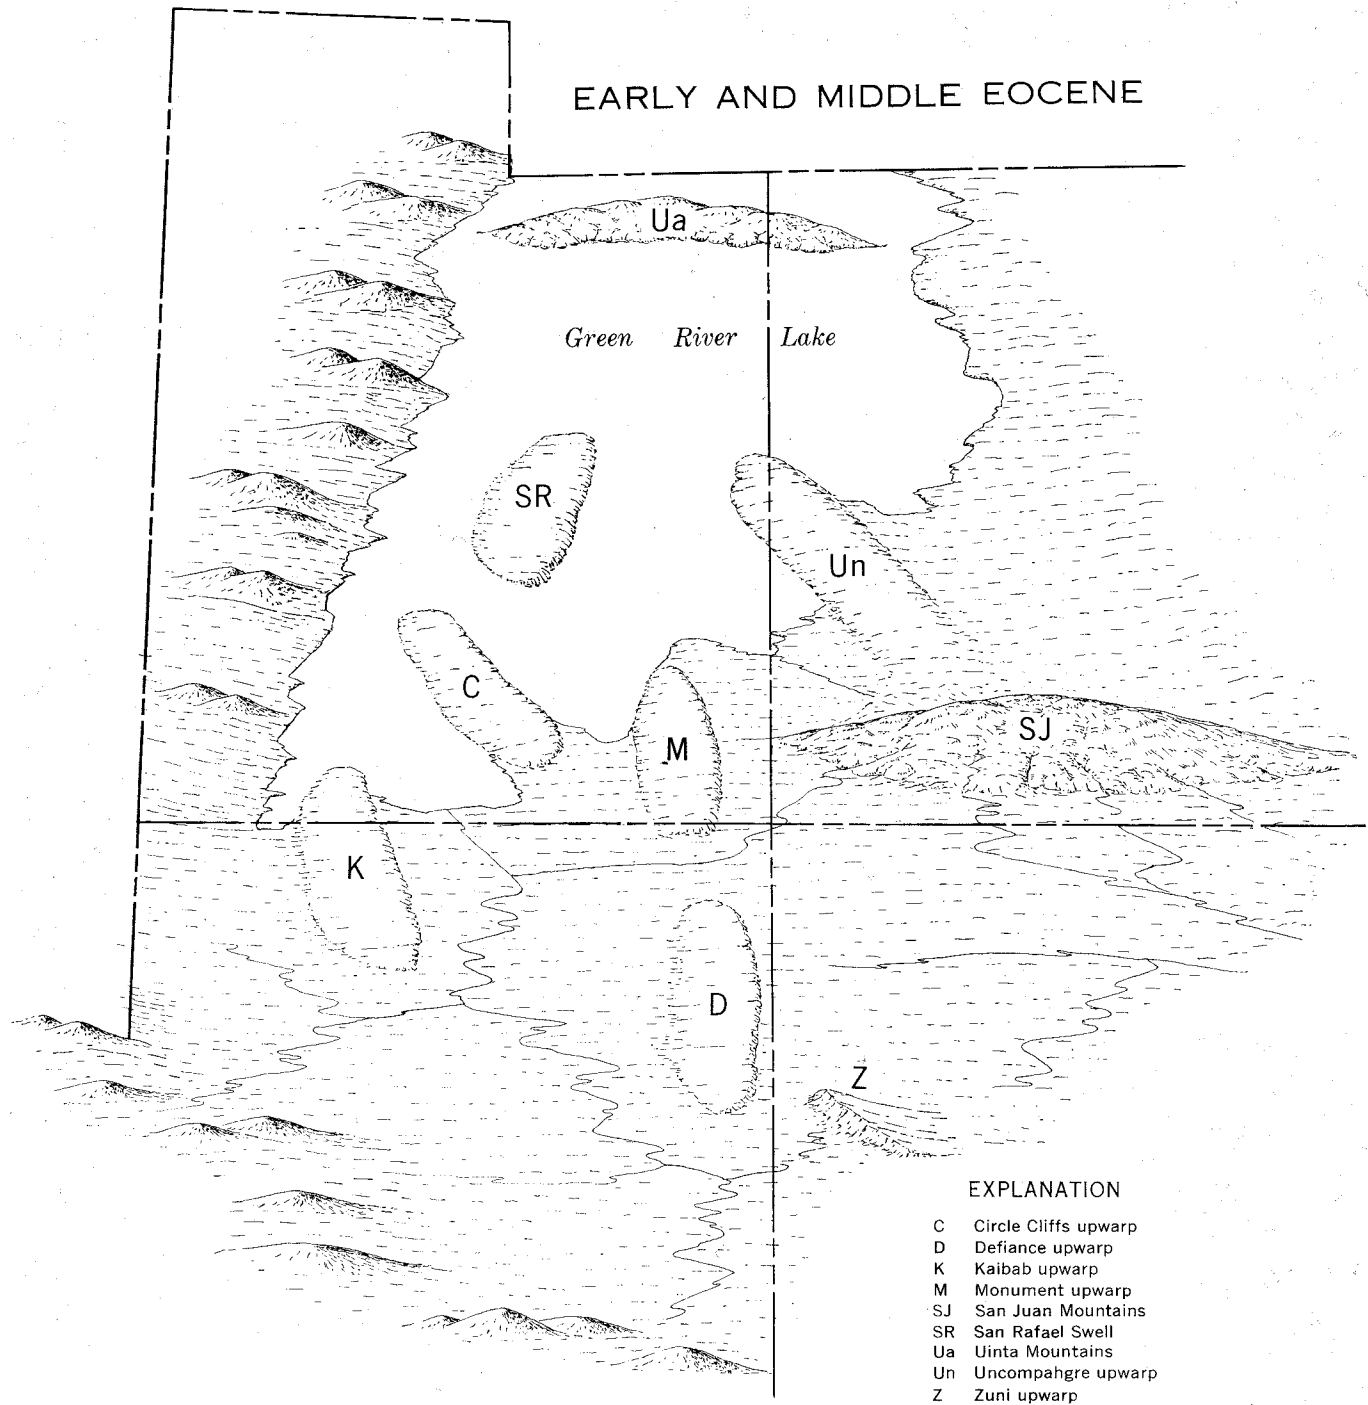 EARLY AND MIDDLE EOCENE
Ua
Green River Lake
SR
Un
C
SJ
M
K
D
Z
EXPLANATION
C Circle Cliffs upwarp
D Defiance upwarp
K Kaibab upwarp
M Monument upwarp
SJ San Juan Mountains
SR San Rafael Swell
Ua Uinta Mountains
Un Uncompahgre upwarp
Z Zuni upwarp